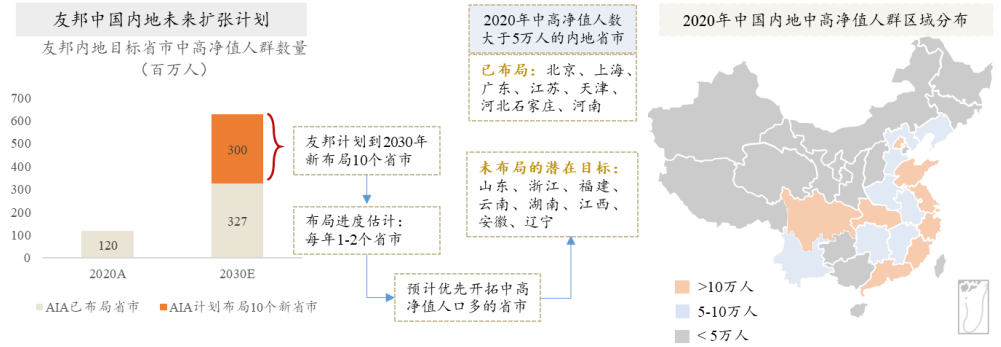 友邦中国内地未来扩张计划
友邦内地目标省市中高净值人群数量
（百万人）
700
600
500
400
300
200
100
0
120
300
327
2020A
2030E
AIA已布局省市
AIA计划布局10个新省市
友邦计划到2030年
新布局10个省市
布局进度估计：
每年1-2个省市
预计优先开拓中高
净值人口多的省市
2020年中高净值人数
大于5万人的内地省市
已布局：北京、上海、
广东、江苏、天津、
河北石家庄、河南
未布局的潜在目标：
山东、浙江、福建、
云南、湖南、江西、
安徽、辽宁
2020年中国内地中高净值人群区域分布
>10万人
5-10万人
< 5万人